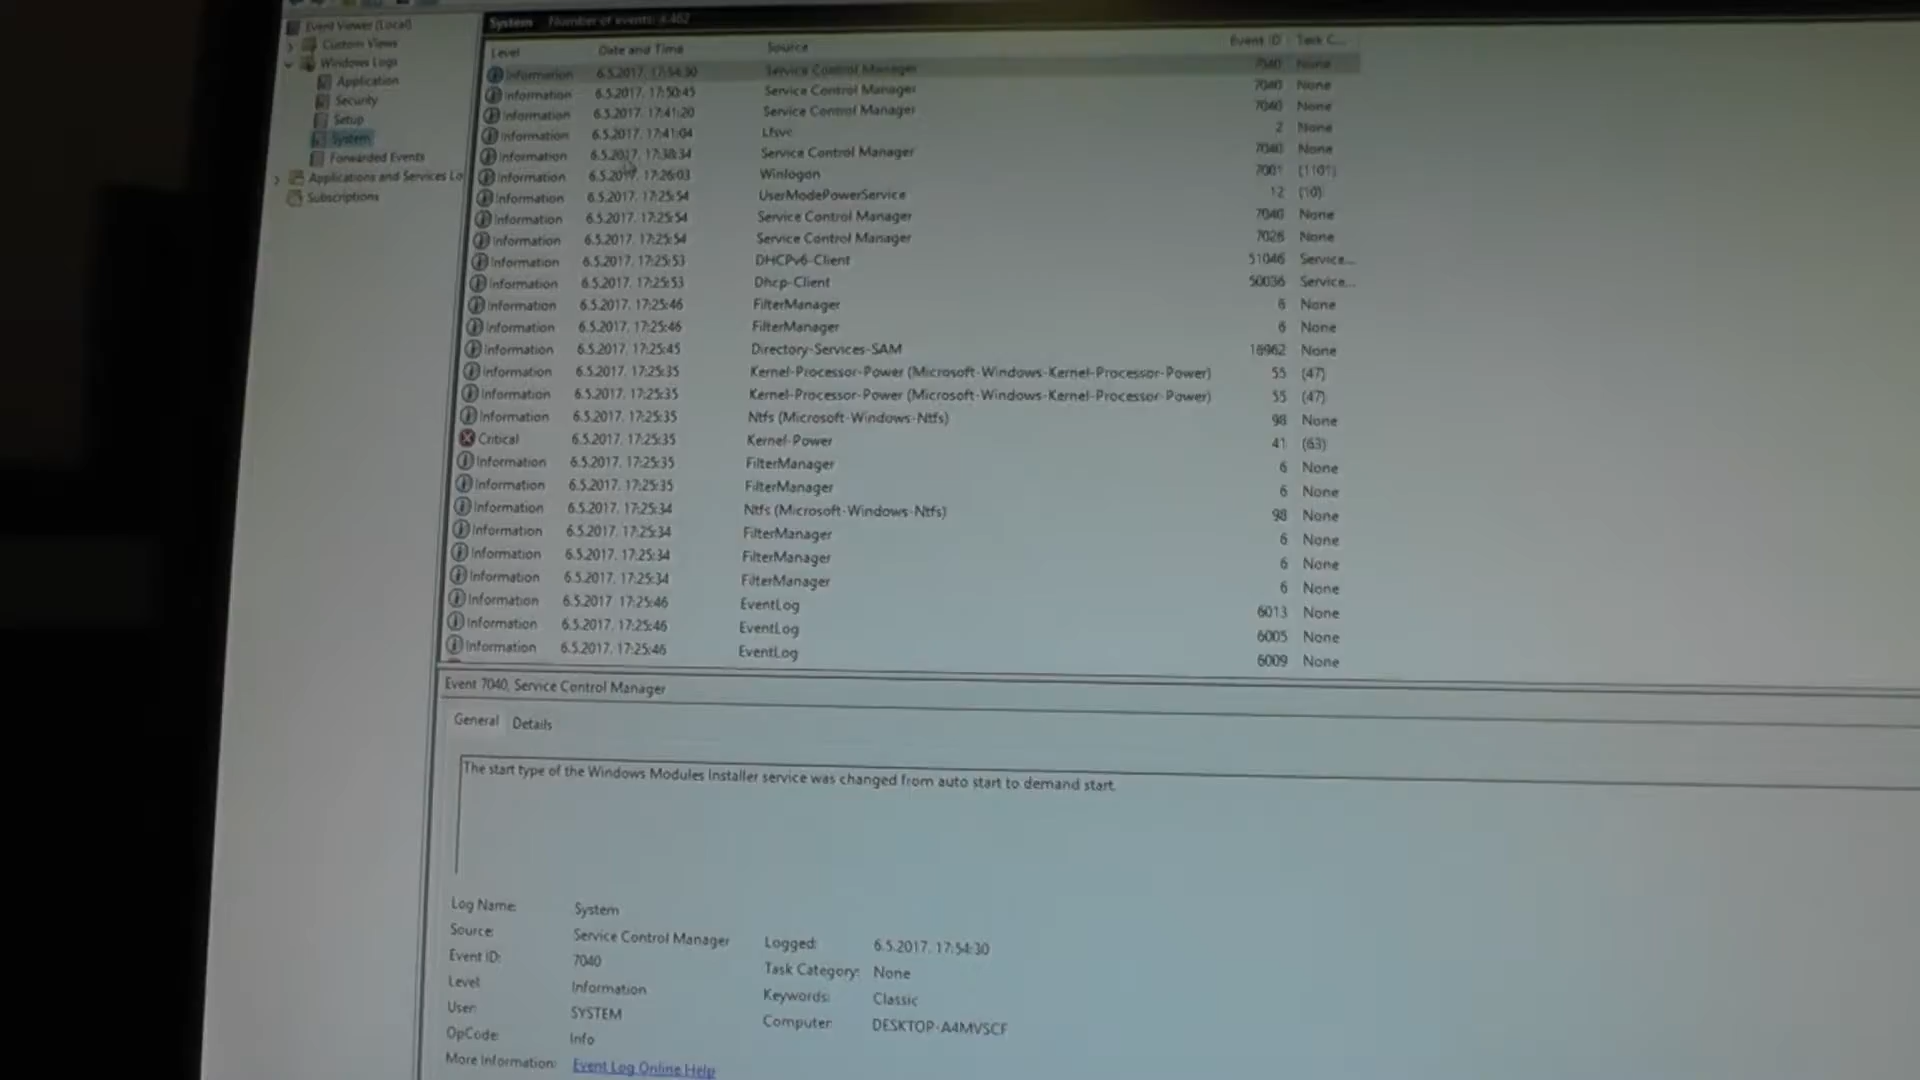 Event Viewer (Local)
Custom Views
Windows Logs
Application
Security
Setup
System
Forwarded Events
Applications and Services Lo
Subscriptions
System Number of events: 4.462
Level Date and Time Source Event ID Task C...
Information 6.5.2017. 17:54:30 Service Control Manager 7040 None
Information 6.5.2017. 17:50:45 Service Control Manager 7040 None
Information 6.5.2017. 17:41:20 Service Control Manager 7040 None
Information 6.5.2017. 17:41:04 Lfsvc 2 None
Information 6.5.2017. 17:38:34 Service Control Manager 7040 None
Information 6.5.2017. 17:26:03 Winlogon 7001 (1101)
Information 6.5.2017. 17:25:54 UserModePowerService 12 (10)
Information 6.5.2017. 17:25:54 Service Control Manager 7040 None
Information 6.5.2017. 17:25:54 Service Control Manager 7026 None
Information 6.5.2017. 17:25:53 DHCPv6-Client 51046 Service...
Information 6.5.2017. 17:25:53 Dhcp-Client 50036 Service...
Information 6.5.2017. 17:25:46 FilterManager 6 None
Information 6.5.2017. 17:25:46 FilterManager 6 None
Information 6.5.2017. 17:25:45 Directory-Services-SAM 16962 None
Information 6.5.2017. 17:25:35 Kernel-Processor-Power (Microsoft-Windows-Kernel-Processor-Power) 55 (47)
Information 6.5.2017. 17:25:35 Kernel-Processor-Power (Microsoft-Windows-Kernel-Processor-Power) 55 (47)
Information 6.5.2017. 17:25:35 Ntfs (Microsoft-Windows-Ntfs) 98 None
Critical 6.5.2017. 17:25:35 Kernel-Power 41 (63)
Information 6.5.2017. 17:25:35 FilterManager 6 None
Information 6.5.2017. 17:25:35 FilterManager 6 None
Information 6.5.2017. 17:25:34 Ntfs (Microsoft-Windows-Ntfs) 98 None
Information 6.5.2017. 17:25:34 FilterManager 6 None
Information 6.5.2017. 17:25:34 FilterManager 6 None
Information 6.5.2017. 17:25:34 FilterManager 6 None
Information 6.5.2017. 17:25:46 EventLog 6013 None
Information 6.5.2017. 17:25:46 EventLog 6005 None
Information 6.5.2017. 17:25:46 EventLog 6009 None
Event 7040, Service Control Manager
General Details
The start type of the Windows Modules Installer service was changed from auto start to demand start.
Log Name: System
Source: Service Control Manager Logged: 6.5.2017. 17:54:30
Event ID: 7040 Task Category: None
Level: Information Keywords: Classic
User: SYSTEM Computer: DESKTOP-A4MVSCF
OpCode: Info
More Information: Event Log Online Help